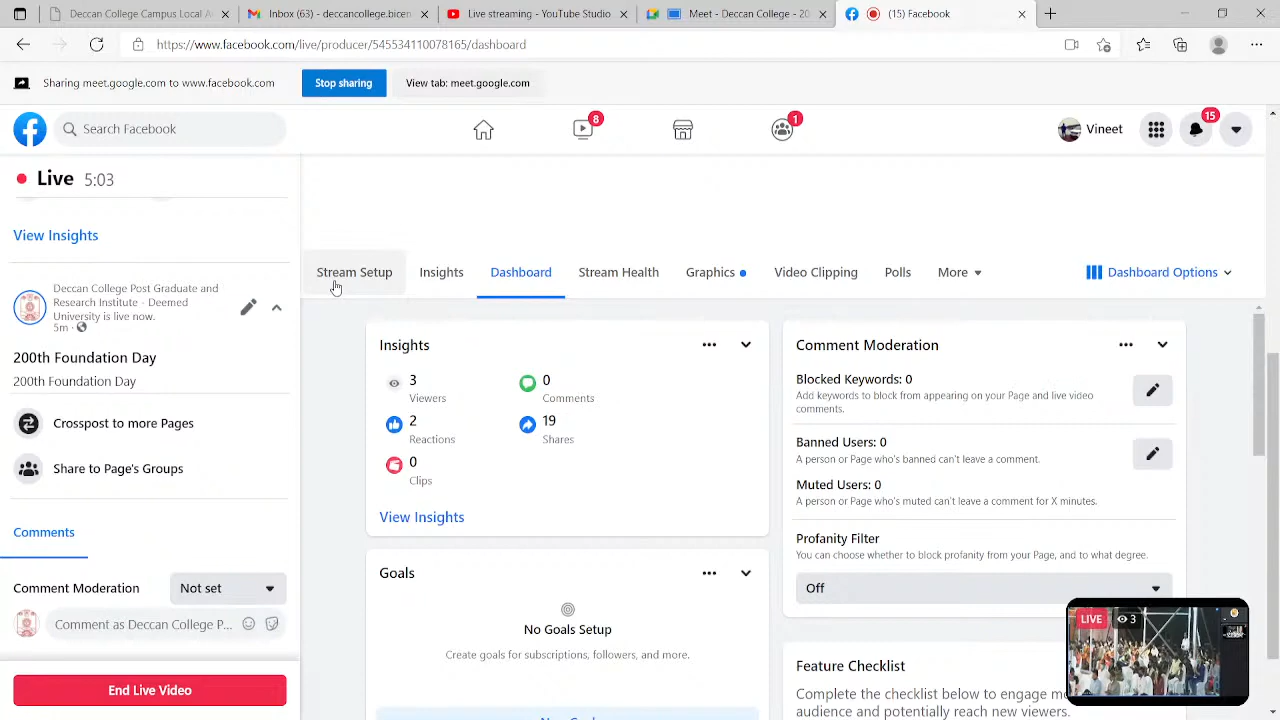 Deccan College Campus Local A
Inbox (63) - deccancollege.be
Live streaming - YouTube Studio
Meet - Deccan College - 20
(15) Facebook
https://www.facebook.com/live/producer/545534110078165/dashboard
Sharing meet.google.com to www.facebook.com
Stop sharing
View tab: meet.google.com
Search Facebook
8
1
Vineet
15
Live 5:03
View Insights
Deccan College Post Graduate and
Research Institute - Deemed
University is live now.
5m
200th Foundation Day
200th Foundation Day
Crosspost to more Pages
Share to Page's Groups
Comments
Comment Moderation
Not set
Comment as Deccan College P...
End Live Video
Stream Setup
Insights
Dashboard
Stream Health
Graphics
Video Clipping
Polls
More
Dashboard Options
Insights
3
Viewers
0
Comments
2
Reactions
19
Shares
0
Clips
View Insights
Goals
No Goals Setup
Create goals for subscriptions, followers, and more.
Comment Moderation
Blocked Keywords: 0
Add keywords to block from appearing on your Page and live video
comments.
Banned Users: 0
A person or Page who's banned can't leave a comment.
Muted Users: 0
A person or Page who's muted can't leave a comment for X minutes.
Profanity Filter
You can choose whether to block profanity from your Page, and to what degree.
Off
LIVE
3
Feature Checklist
Complete the checklist below to engage
audience and potentially reach new viewers.